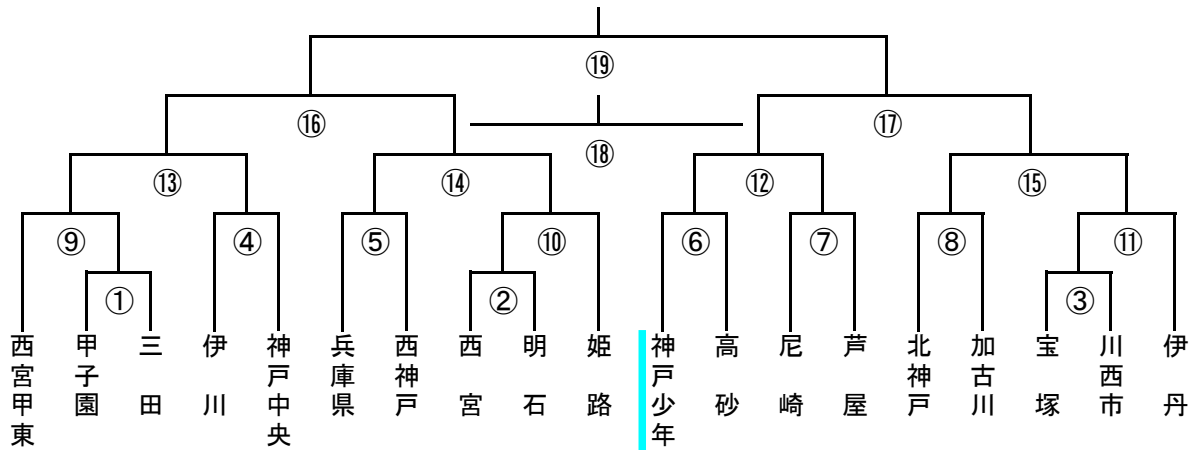 ⑲
⑯
⑱
⑰
⑬
⑭
⑫
⑮
⑨
④
⑤
⑩
⑥
⑦
⑧
⑪
①
②
③
西宮甲東
甲子園
三田
伊川
神戸中央
兵庫県
西神戸
西宮
明石
姫路
神戸少年
高砂
尼崎
芦屋
北神戸
加古川
宝塚
川西市
伊丹